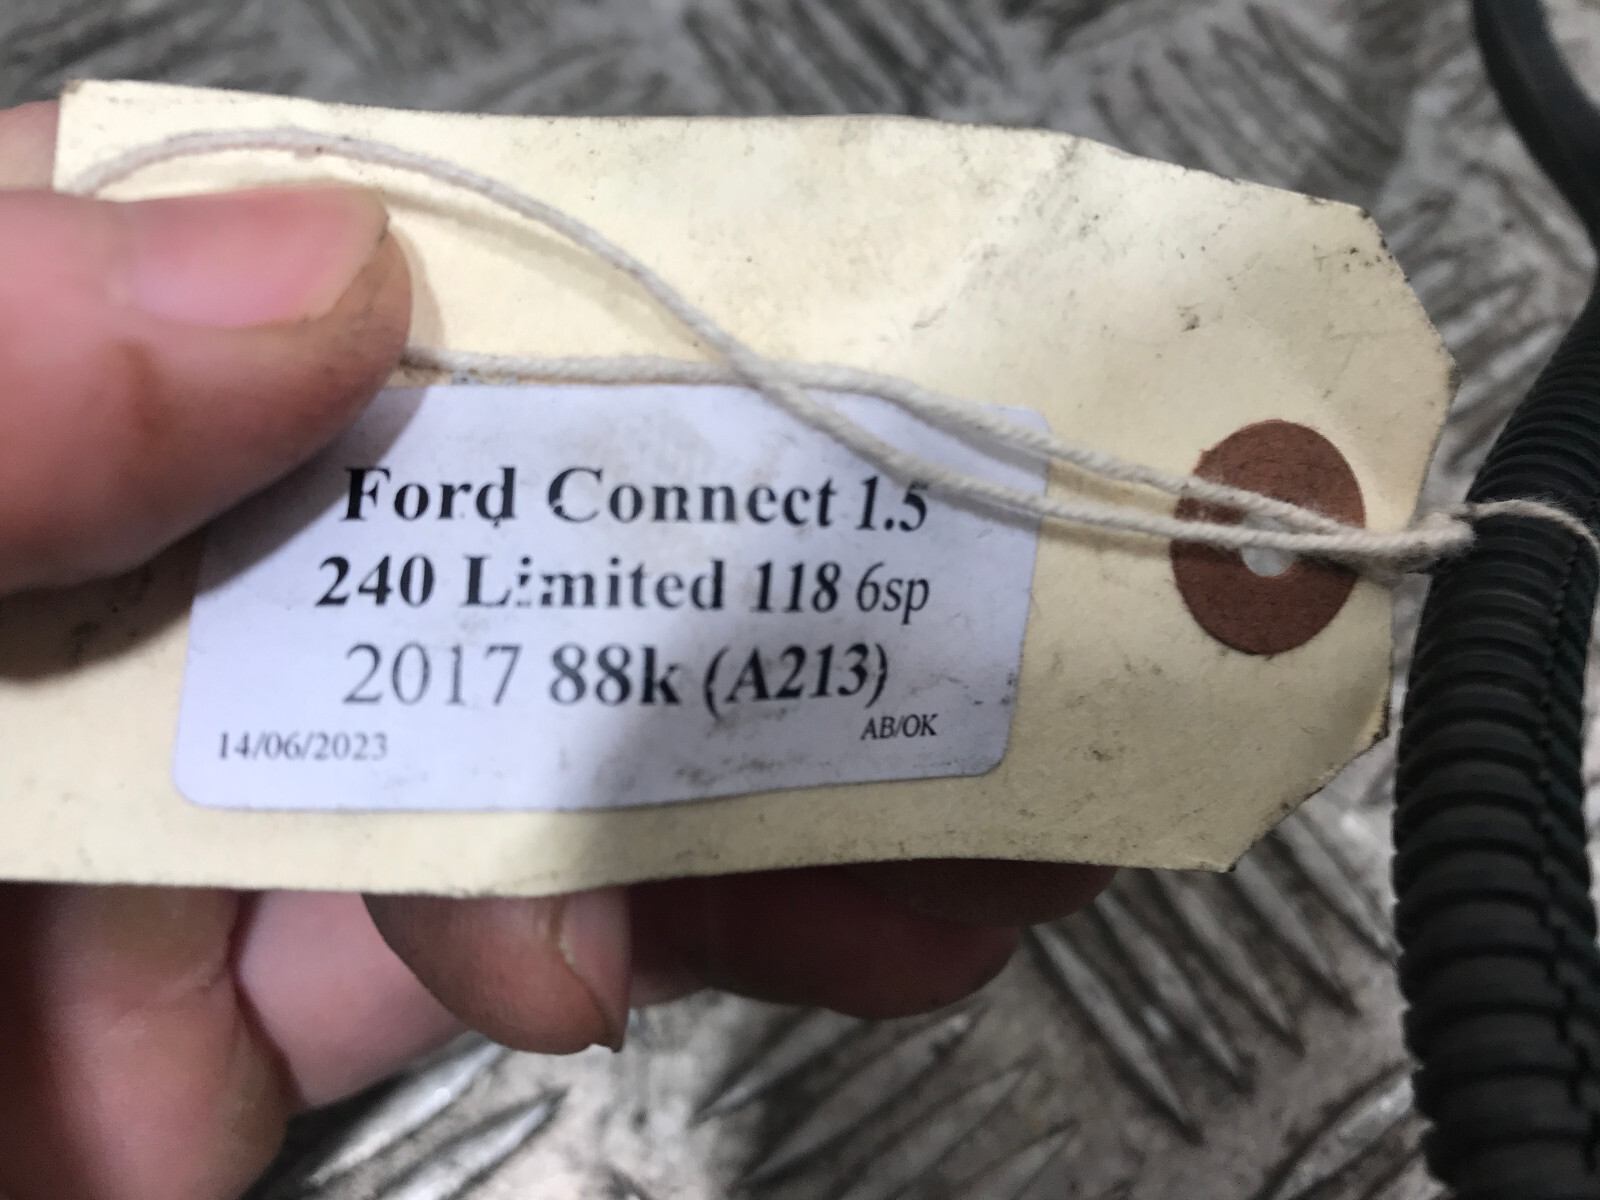 Ford Connect 1.5
240 Limited 118 6sp
2017 88k (A213)
14/06/2023 AB/OK